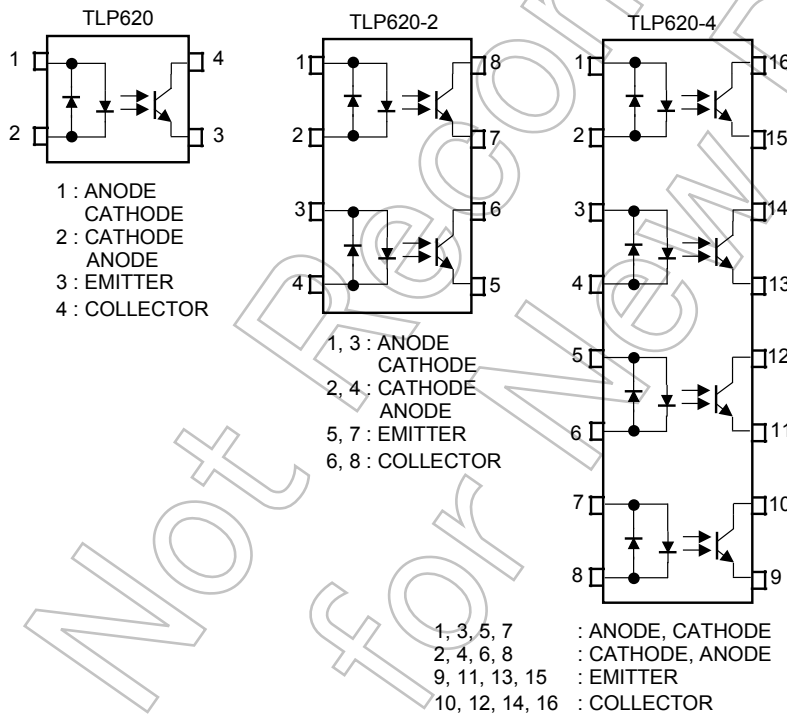 TLP620
1
4
2
3
1 : ANODE
CATHODE
2 : CATHODE
ANODE
3 : EMITTER
4 : COLLECTOR
TLP620-2
1
8
2
7
3
6
4
5
1, 3 : ANODE
CATHODE
2, 4 : CATHODE
ANODE
5, 7 : EMITTER
6, 8 : COLLECTOR
TLP620-4
1
16
2
15
3
14
4
13
5
12
6
11
7
10
8
9
1, 3, 5, 7 : ANODE, CATHODE
2, 4, 6, 8 : CATHODE, ANODE
9, 11, 13, 15 : EMITTER
10, 12, 14, 16 : COLLECTOR
Not
for New